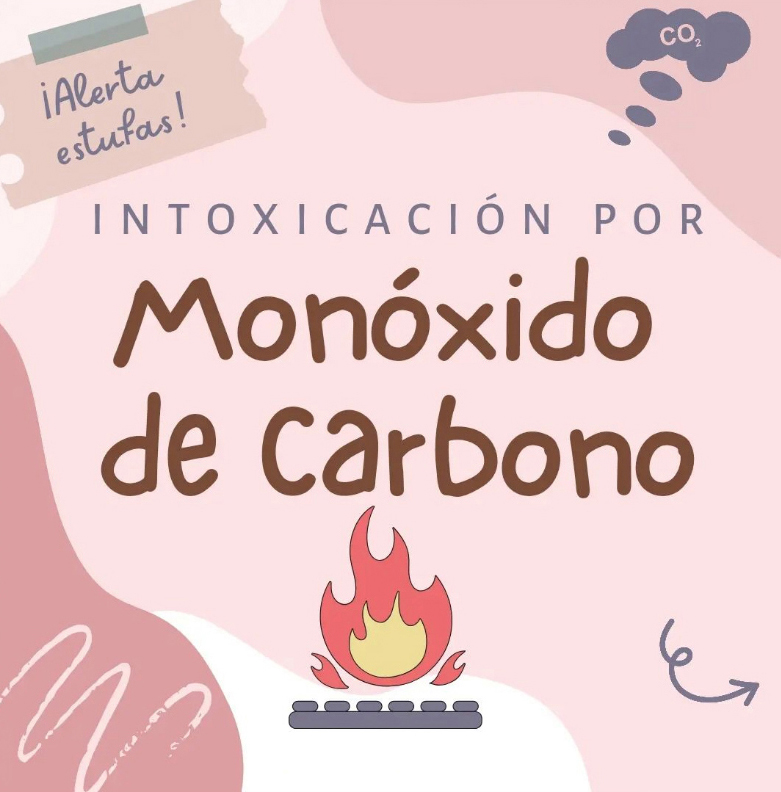 ¡Alerta
estufas!
CO₂
INTOXICACIÓN POR
Monóxido
de Carbono